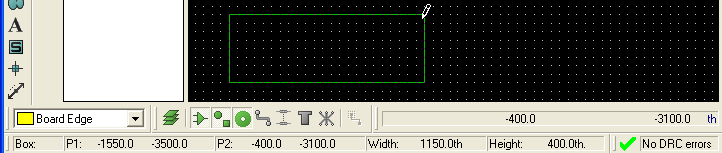 A
S
Board Edge
-400.0 -3100.0 th
Box: P1: -1550.0 -3500.0 P2: -400.0 -3100.0 Width: 1150.0th Height: 400.0th. No DRC errors